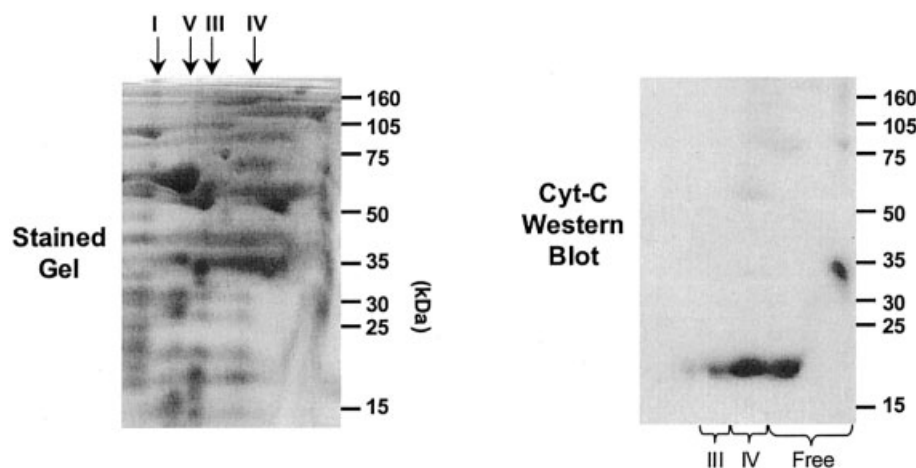 I V III IV
160
105
75
50
35
30
25
15
(kDa)
Stained
Gel
Cyt-C
Western
Blot
160
105
75
50
35
30
25
15
III IV Free